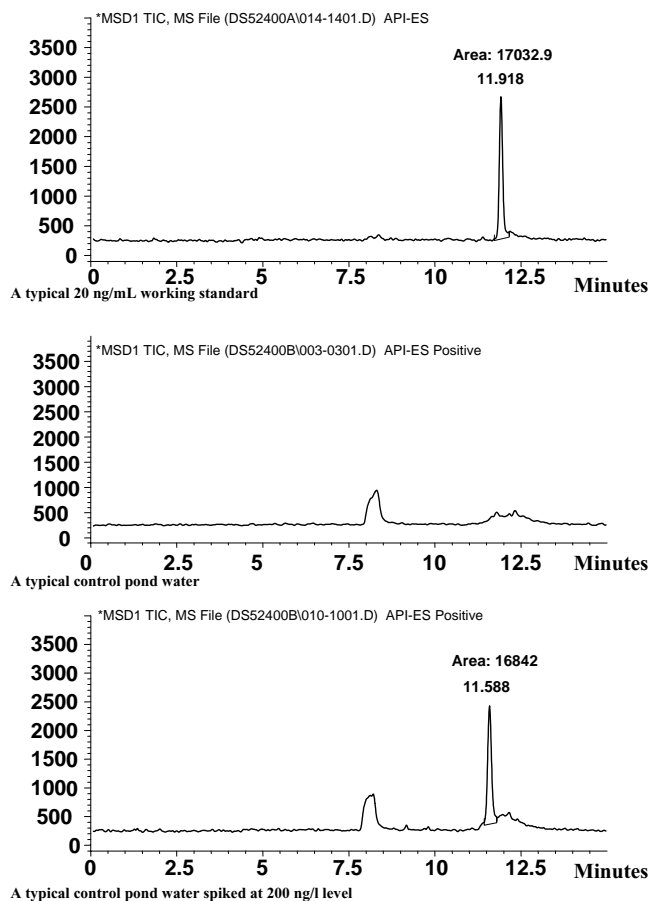 *MSD1 TIC, MS File (DS52400A\014-1401.D)  API-ES
3500
3000
2500
2000
1500
1000
500
0
Area: 17032.9
11.918
0 2.5 5 7.5 10 12.5 Minutes
A typical 20 ng/mL working standard
*MSD1 TIC, MS File (DS52400B\003-0301.D)  API-ES Positive
3500
3000
2500
2000
1500
1000
500
0
0 2.5 5 7.5 10 12.5 Minutes
A typical control pond water
*MSD1 TIC, MS File (DS52400B\010-1001.D)  API-ES Positive
3500
3000
2500
2000
1500
1000
500
0
Area: 16842
11.588
0 2.5 5 7.5 10 12.5 Minutes
A typical control pond water spiked at 200 ng/l level